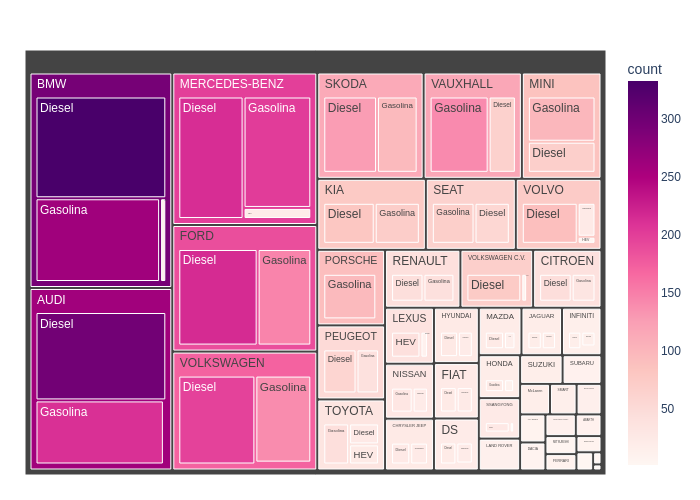 count
300
250
200
150
100
50
BMW
Diesel
Gasolina
AUDI
Diesel
Gasolina
MERCEDES-BENZ
Diesel
Gasolina
FORD
Diesel
Gasolina
VOLKSWAGEN
Diesel
Gasolina
SKODA
Diesel
Gasolina
VAUXHALL
Gasolina
Diesel
MINI
Gasolina
Diesel
KIA
Diesel
Gasolina
SEAT
Gasolina
Diesel
VOLVO
Diesel
HEV
PORSCHE
Gasolina
PEUGEOT
Diesel
Gasolina
TOYOTA
Gasolina
Diesel
HEV
RENAULT
Diesel
Gasolina
VOLKSWAGEN C.V.
Diesel
CITROEN
Diesel
Gasolina
LEXUS
HEV
NISSAN
Gasolina
Diesel
CHRYSLER JEEP
Diesel
HYUNDAI
Diesel
FIAT
Diesel
DS
Diesel
MAZDA
Diesel
HONDA
Gasolina
SSANGYONG
LAND ROVER
JAGUAR
INFINITI
SUZUKI
SUBARU
McLaren
SMART
DACIA
MITSUBISHI
FERRARI
ABARTH